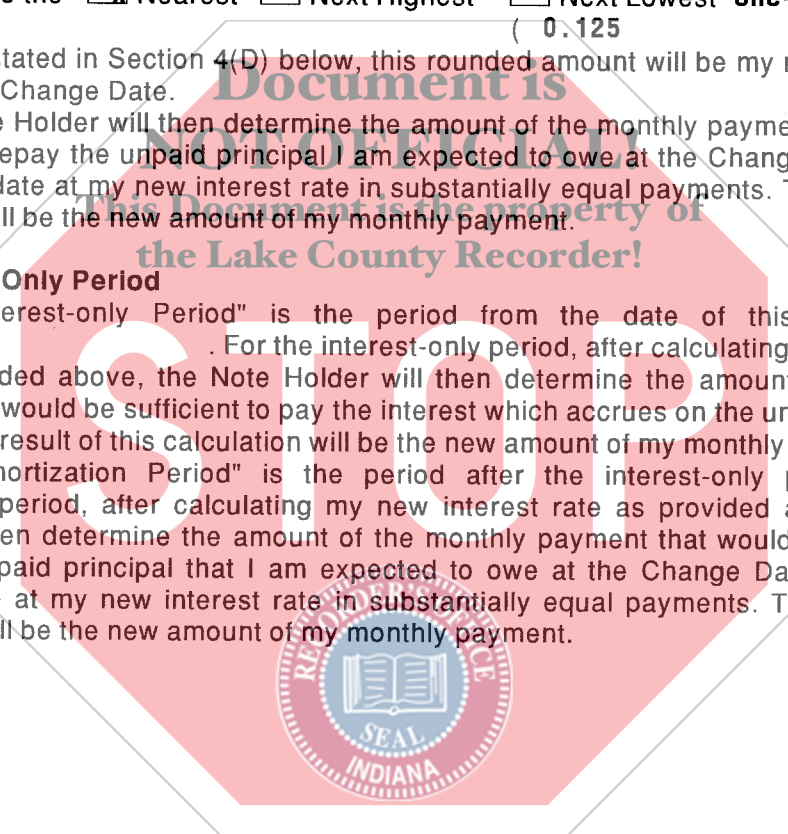 Nearest Next Highest Next Lowest
( 0.125
stated in Section 4(D) below, this rounded amount will be my
Change Date.
Document is
e Holder will then determine the amount of the monthly payme
NOT OFFICIAL
epay the unpaid principal I am expected to owe at the Chang
date at my new interest rate in substantially equal payments.
This Document is the property of
ll be the new amount of my monthly payment.
the Lake County Recorder!
Only Period
erest-only Period" is the period from the date of this
. For the interest-only period, after calculating
ded above, the Note Holder will then determine the amount
would be sufficient to pay the interest which accrues on the un
result of this calculation will be the new amount of my monthly
mortization Period" is the period after the interest-only p
period, after calculating my new interest rate as provided a
STOP
en determine the amount of the monthly payment that would
paid principal that I am expected to owe at the Change Da
at my new interest rate in substantially equal payments. T
ll be the new amount of my monthly payment.
RECORDER'S OFFICE
SEAL
INDIANA